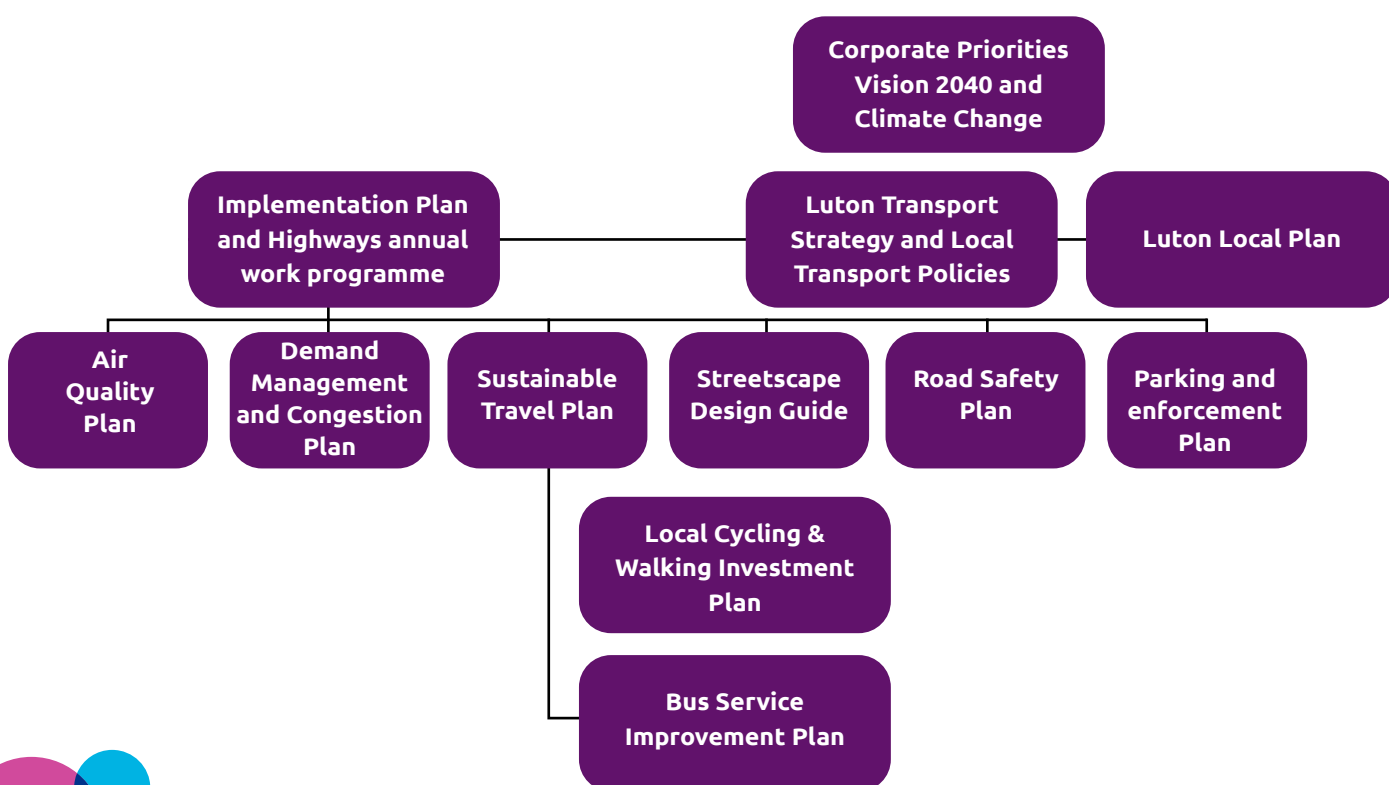 Corporate Priorities
Vision 2040 and
Climate Change
Implementation Plan
and Highways annual
work programme
Luton Transport
Strategy and Local
Transport Policies
Luton Local Plan
Air
Quality
Plan
Demand
Management
and Congestion
Plan
Sustainable
Travel Plan
Streetscape
Design Guide
Road Safety
Plan
Parking and
enforcement
Plan
Local Cycling &
Walking Investment
Plan
Bus Service
Improvement Plan